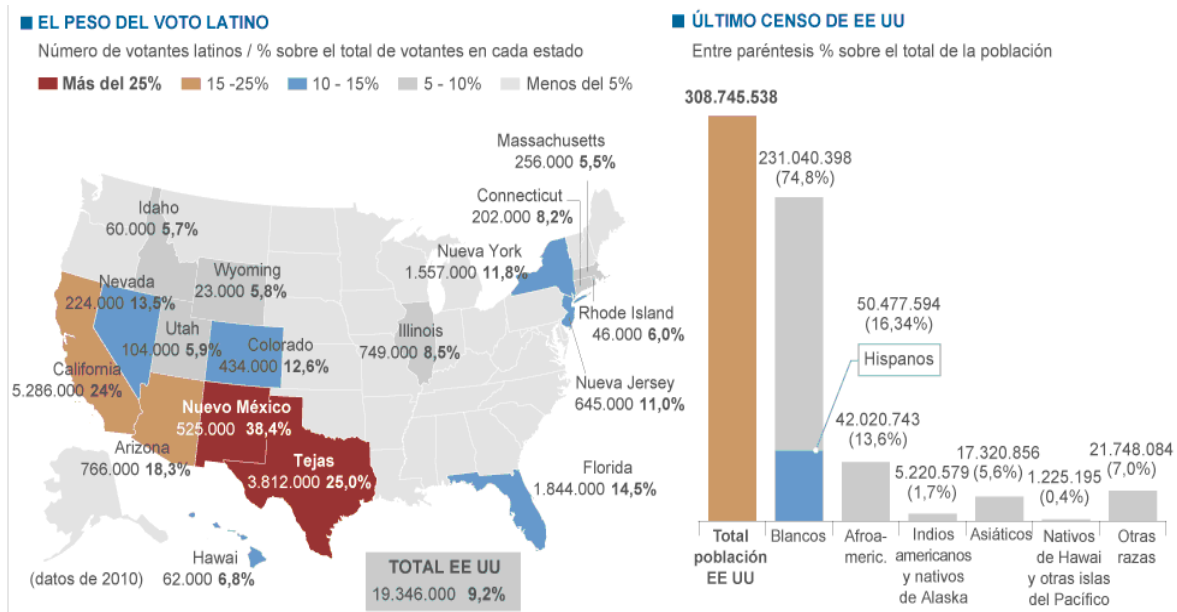 EL PESO DEL VOTO LATINO
Número de votantes latinos / % sobre el total de votantes en cada estado
Más del 25%
15 -25%
10 - 15%
5 - 10%
Menos del 5%
Massachusetts
256.000 5,5%
Connecticut
202.000 8,2%
Nueva York
1.557.000 11,8%
Rhode Island
46.000 6,0%
Nueva Jersey
645.000 11,0%
Idaho
60.000 5,7%
Wyoming
23.000 5,8%
Nevada
224.000 13,5%
Utah
104.000 5,9%
Colorado
434.000 12,6%
Illinois
749.000 8,5%
California
5.286.000 24%
Nuevo México
525.000 38,4%
Arizona
766.000 18,3%
Tejas
3.812.000 25,0%
Florida
1.844.000 14,5%
Hawai
62.000 6,8%
(datos de 2010)
TOTAL EE UU
19.346.000 9,2%
ÚLTIMO CENSO DE EE UU
Entre paréntesis % sobre el total de la población
308.745.538
231.040.398
(74,8%)
50.477.594
(16,34%)
Hispanos
42.020.743
(13,6%)
5.220.579
(1,7%)
17.320.856
(5,6%)
1.225.195
(0,4%)
21.748.084
(7,0%)
Total
población
EE UU
Blancos
Afroa-
meric.
Indios
americanos
y nativos
de Alaska
Asiáticos
Nativos
de Hawai
y otras islas
del Pacífico
Otras
razas